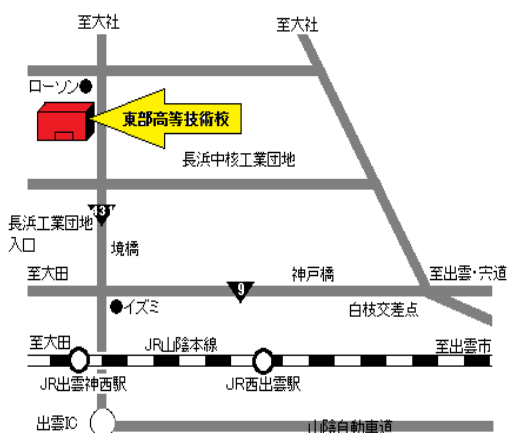 至大社
至大社
ローソン
東部高等技術校
長浜中核工業団地
長浜工業団地
入口
431
境橋
至大田
神戸橋
至出雲・宍道
9
イズミ
白枝交差点
至大田
JR山陰本線
至出雲市
JR出雲神西駅
JR西出雲駅
出雲IC
山陰自動車道